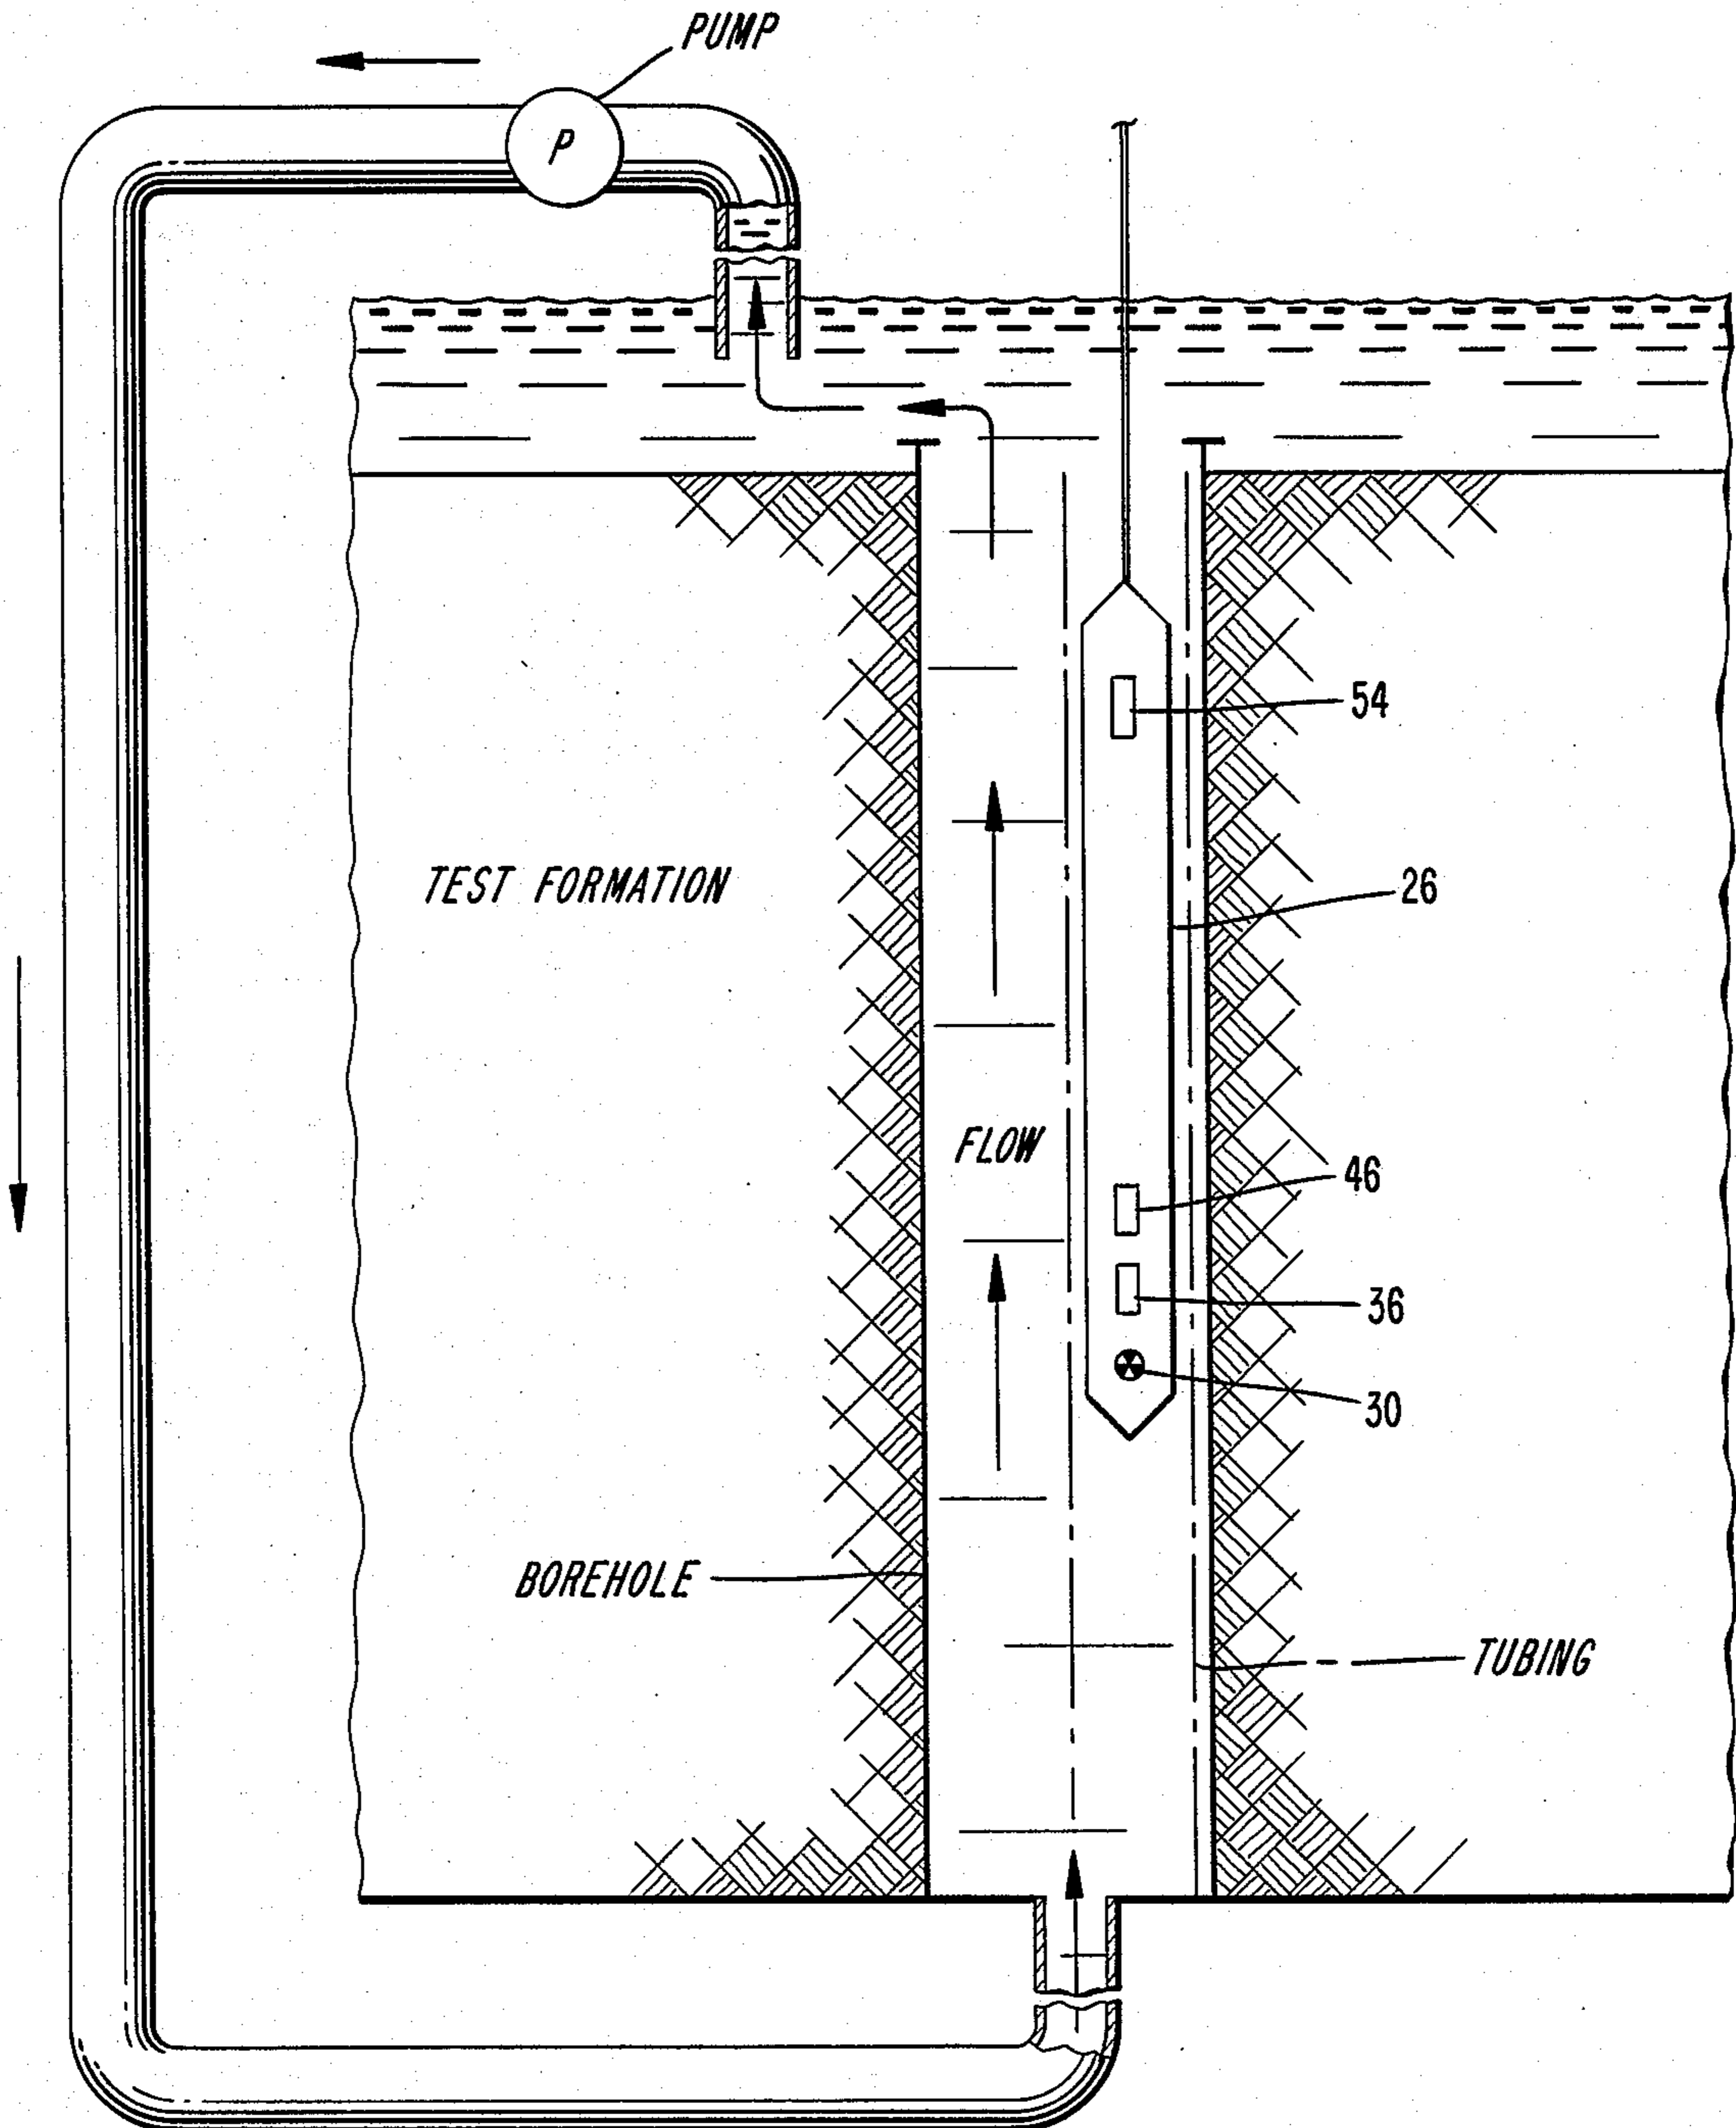 PUMP
P
54
TEST FORMATION
26
FLOW
46
36
30
BOREHOLE
TUBING